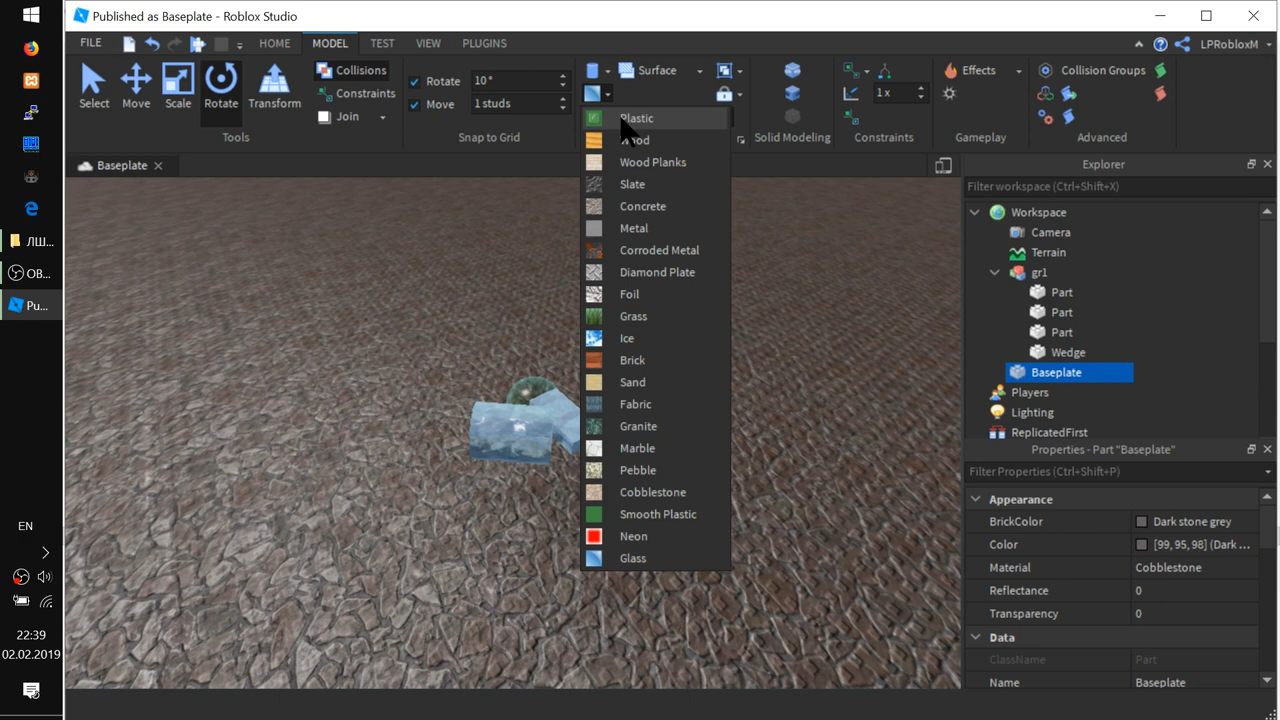 Published as Baseplate - Roblox Studio
FILE HOME MODEL TEST VIEW PLUGINS LPRobloxM
Select Move Scale Rotate Transform
Collisions
Constraints
Join
Tools
Rotate 10°
Move 1 studs
Snap to Grid
Surface
Solid Modeling
1 x
Constraints
Effects
Gameplay
Collision Groups
Advanced
Baseplate
Plastic
Wood Planks
Slate
Concrete
Metal
Corroded Metal
Diamond Plate
Foil
Grass
Ice
Brick
Sand
Fabric
Granite
Marble
Pebble
Cobblestone
Smooth Plastic
Neon
Glass
Explorer
Filter workspace (Ctrl+Shift+X)
Workspace
Camera
Terrain
gr1
Part
Part
Part
Wedge
Baseplate
Players
Lighting
ReplicatedFirst
Properties - Part "Baseplate"
Filter Properties (Ctrl+Shift+P)
Appearance
BrickColor Dark stone grey
Color [99, 95, 98] (Dark ...
Material Cobblestone
Reflectance 0
Transparency 0
Data
ClassName Part
Name Baseplate
ЛШ...
OB...
Pu...
EN
22:39
02.02.2019